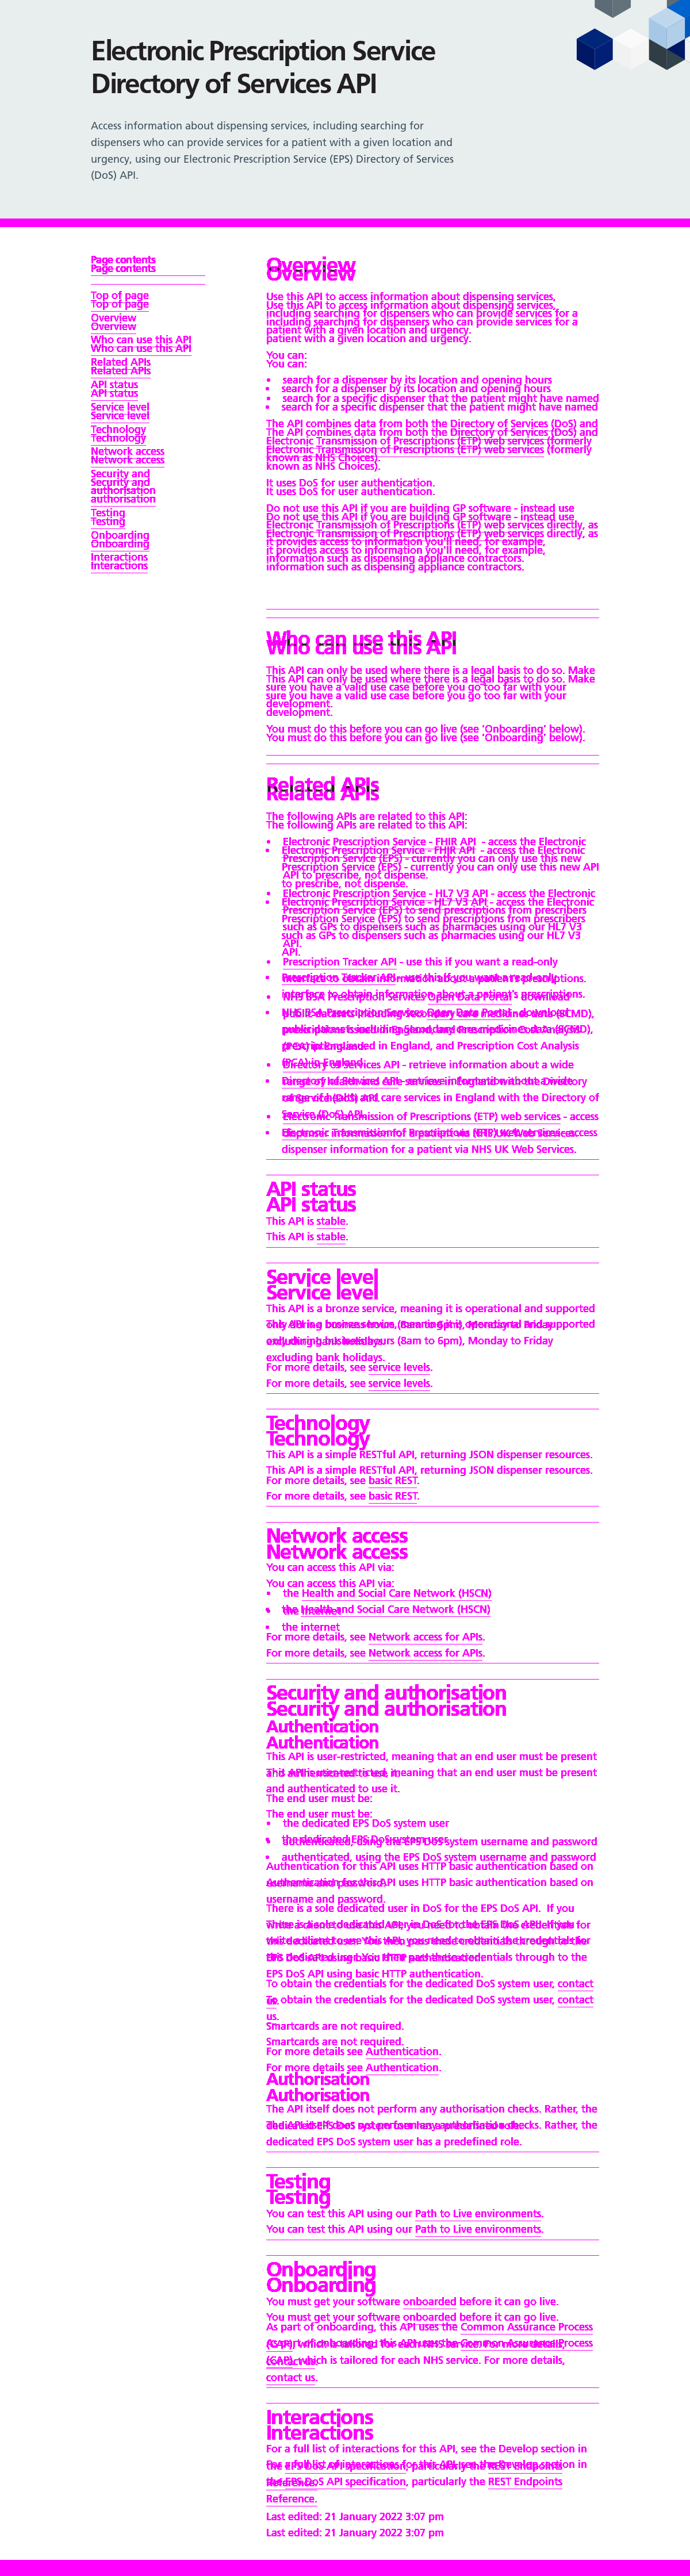 Electronic Prescription Service
Directory of Services API
Access information about dispensing services, including searching for
dispensers who can provide services for a patient with a given location and
urgency, using our Electronic Prescription Service (EPS) Directory of Services
(DoS) API.
Page contents
Top of page
Overview
Who can use this API
Related APIs
API status
Service level
Technology
Network access
Security and
authorisation
Testing
Onboarding
Interactions
Overview
Use this API to access information about dispensing services,
including searching for dispensers who can provide services for a
patient with a given location and urgency.
You can:
search for a dispenser by its location and opening hours
search for a specific dispenser that the patient might have named
The API combines data from both the Directory of Services (DoS) and
Electronic Transmission of Prescriptions (ETP) web services (formerly
known as NHS Choices).
It uses DoS for user authentication.
Do not use this API if you are building GP software - instead use
Electronic Transmission of Prescriptions (ETP) web services directly, as
it provides access to information you'll need, for example,
information such as dispensing appliance contractors.
Who can use this API
This API can only be used where there is a legal basis to do so. Make
sure you have a valid use case before you go too far with your
development.
You must do this before you can go live (see 'Onboarding' below).
Related APIs
The following APIs are related to this API:
Electronic Prescription Service - FHIR API - access the Electronic
Prescription Service (EPS) - currently you can only use this new API
to prescribe, not dispense.
Electronic Prescription Service - HL7 V3 API - access the Electronic
Prescription Service (EPS) to send prescriptions from prescribers
such as GPs to dispensers such as pharmacies using our HL7 V3
API.
Prescription Tracker API - use this if you want a read-only
interface to obtain information about a patient's prescriptions.
NHS BSA Prescription Services Open Data Portal - download
public datasets including Secondary care medicines data (SCMD),
prescriptions issued in England, and Prescription Cost Analysis
(PCA) in England.
Directory of Services API - retrieve information about a wide
range of health and care services in England with the Directory of
Service (DoS) API.
Electronic Transmission of Prescriptions (ETP) web services - access
dispenser information for a patient via NHS UK Web Services.
API status
This API is stable.
Service level
This API is a bronze service, meaning it is operational and supported
only during business hours (8am to 6pm), Monday to Friday
excluding bank holidays.
For more details, see service levels.
Technology
This API is a simple RESTful API, returning JSON dispenser resources.
For more details, see basic REST.
Network access
You can access this API via:
the Health and Social Care Network (HSCN)
the internet
For more details, see Network access for APIs.
Security and authorisation
Authentication
This API is user-restricted, meaning that an end user must be present
and authenticated to use it.
The end user must be:
the dedicated EPS DoS system user
authenticated, using the EPS DoS system username and password
Authentication for this API uses HTTP basic authentication based on
username and password.
There is a sole dedicated user in DoS for the EPS DoS API. If you
write a client to use this API, you need to obtain the credentials for
this dedicated user. You then pass these credentials through to the
EPS DoS API using basic HTTP authentication.
To obtain the credentials for the dedicated DoS system user, contact
us.
Smartcards are not required.
For more details see Authentication.
Authorisation
The API itself does not perform any authorisation checks. Rather, the
dedicated EPS DoS system user has a predefined role.
Testing
You can test this API using our Path to Live environments.
Onboarding
You must get your software onboarded before it can go live.
As part of onboarding, this API uses the Common Assurance Process
(CAP), which is tailored for each NHS service. For more details,
contact us.
Interactions
For a full list of interactions for this API, see the Develop section in
the EPS DoS API specification, particularly the REST Endpoints
Reference.
Last edited: 21 January 2022 3:07 pm